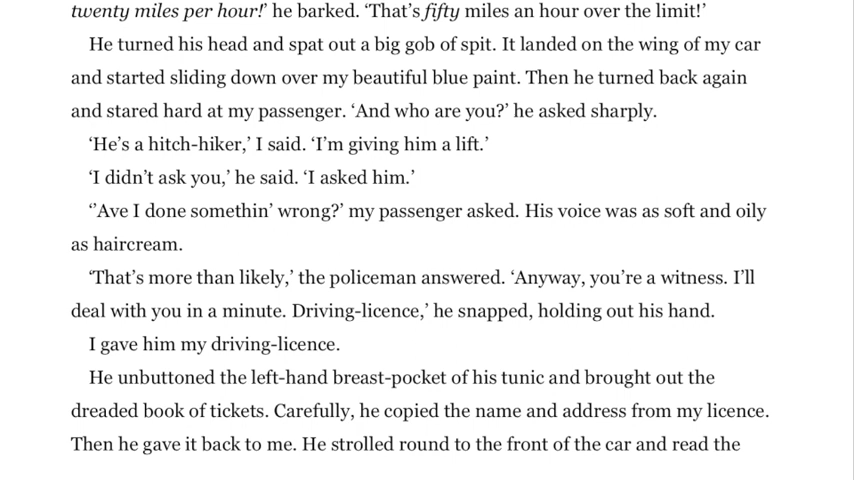 twenty miles per hour!’ he barked. ‘That’s fifty miles an hour over the limit!’
He turned his head and spat out a big gob of spit. It landed on the wing of my car
and started sliding down over my beautiful blue paint. Then he turned back again
and stared hard at my passenger. ‘And who are you?’ he asked sharply.
‘He’s a hitch-hiker,’ I said. ‘I’m giving him a lift.’
‘I didn’t ask you,’ he said. ‘I asked him.’
‘’Ave I done somethin’ wrong?’ my passenger asked. His voice was as soft and oily
as haircream.
‘That’s more than likely,’ the policeman answered. ‘Anyway, you’re a witness. I’ll
deal with you in a minute. Driving-licence,’ he snapped, holding out his hand.
I gave him my driving-licence.
He unbuttoned the left-hand breast-pocket of his tunic and brought out the
dreaded book of tickets. Carefully, he copied the name and address from my licence.
Then he gave it back to me. He strolled round to the front of the car and read the